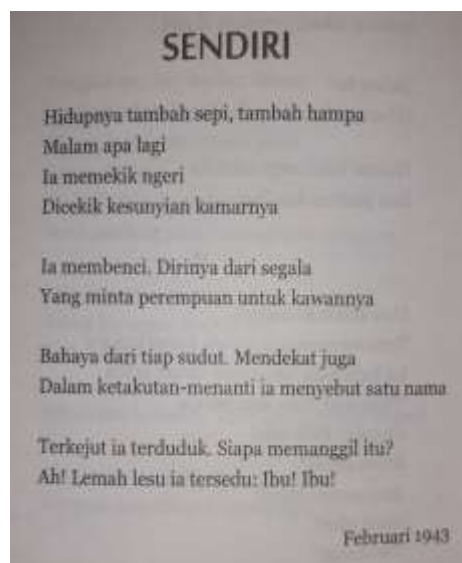 SENDIRI
Hidupnya tambah sepi, tambah hampa
Malam apa lagi
Ia memekik ngeri
Dicekik kesunyian kamarnya
Ia membenci. Dirinya dari segala
Yang minta perempuan untuk kawannya
Bahaya dari tiap sudut. Mendekat juga
Dalam ketakutan-menanti ia menyebut satu nama
Terkejut ia terduduk. Siapa memanggil itu?
Ah! Lemah lesu ia tersedu: Ibu! Ibu!
Februari 1943